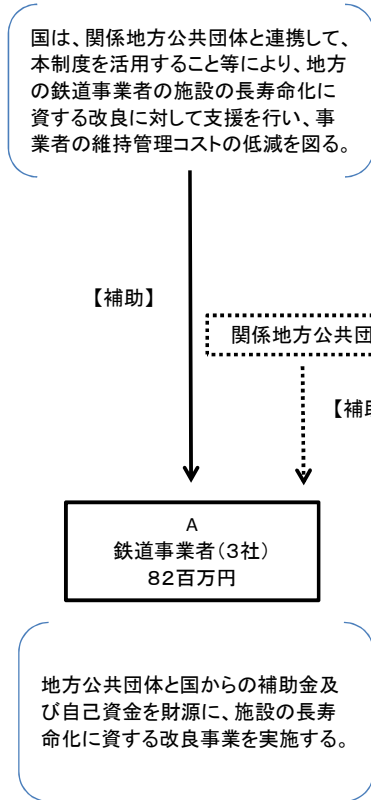 国は、関係地方公共団体と連携して、
本制度を活用すること等により、地方
の鉄道事業者の施設の長寿命化に
資する改良に対して支援を行い、事
業者の維持管理コストの低減を図る。
【補助】
関係地方公共団
【補助
A
鉄道事業者（3社）
82百万円
地方公共団体と国からの補助金及
び自己資金を財源に、施設の長寿
命化に資する改良事業を実施する。